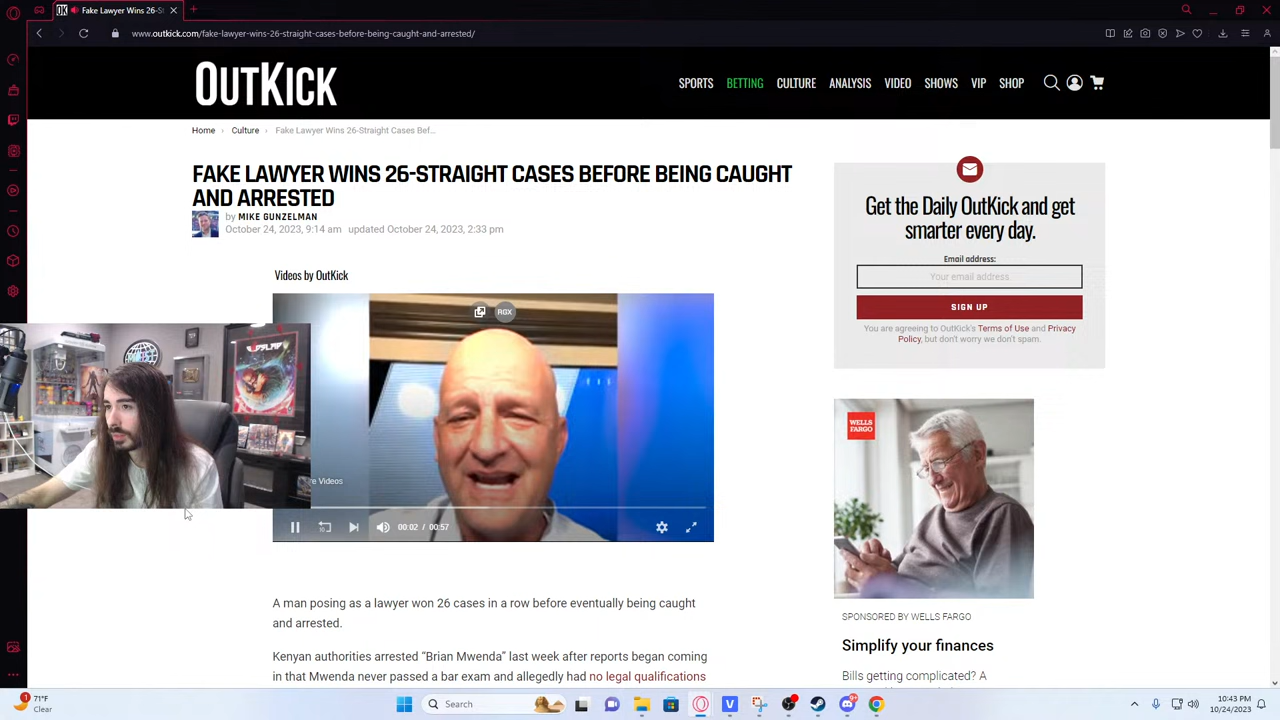 Fake Lawyer Wins 26-St
www.outkick.com/fake-lawyer-wins-26-straight-cases-before-being-caught-and-arrested/
OUTKICK
SPORTS BETTING CULTURE ANALYSIS VIDEO SHOWS VIP SHOP
Home › Culture › Fake Lawyer Wins 26-Straight Cases Bef...
FAKE LAWYER WINS 26-STRAIGHT CASES BEFORE BEING CAUGHT
AND ARRESTED
by MIKE GUNZELMAN
October 24, 2023, 9:14 am updated October 24, 2023, 2:33 pm
Videos by OutKick
RGX
re Videos
10
00:02 / 00:57
A man posing as a lawyer won 26 cases in a row before eventually being caught
and arrested.
Kenyan authorities arrested “Brian Mwenda” last week after reports began coming
in that Mwenda never passed a bar exam and allegedly had no legal qualifications
Get the Daily OutKick and get
smarter every day.
Email address:
Your email address
SIGN UP
You are agreeing to OutKick's Terms of Use and Privacy
Policy, but don't worry we don't spam.
WELLS
FARGO
SPONSORED BY WELLS FARGO
Simplify your finances
Bills getting complicated? A
1
71°F
Clear
Search
9+
10:43 PM
10/24/2023